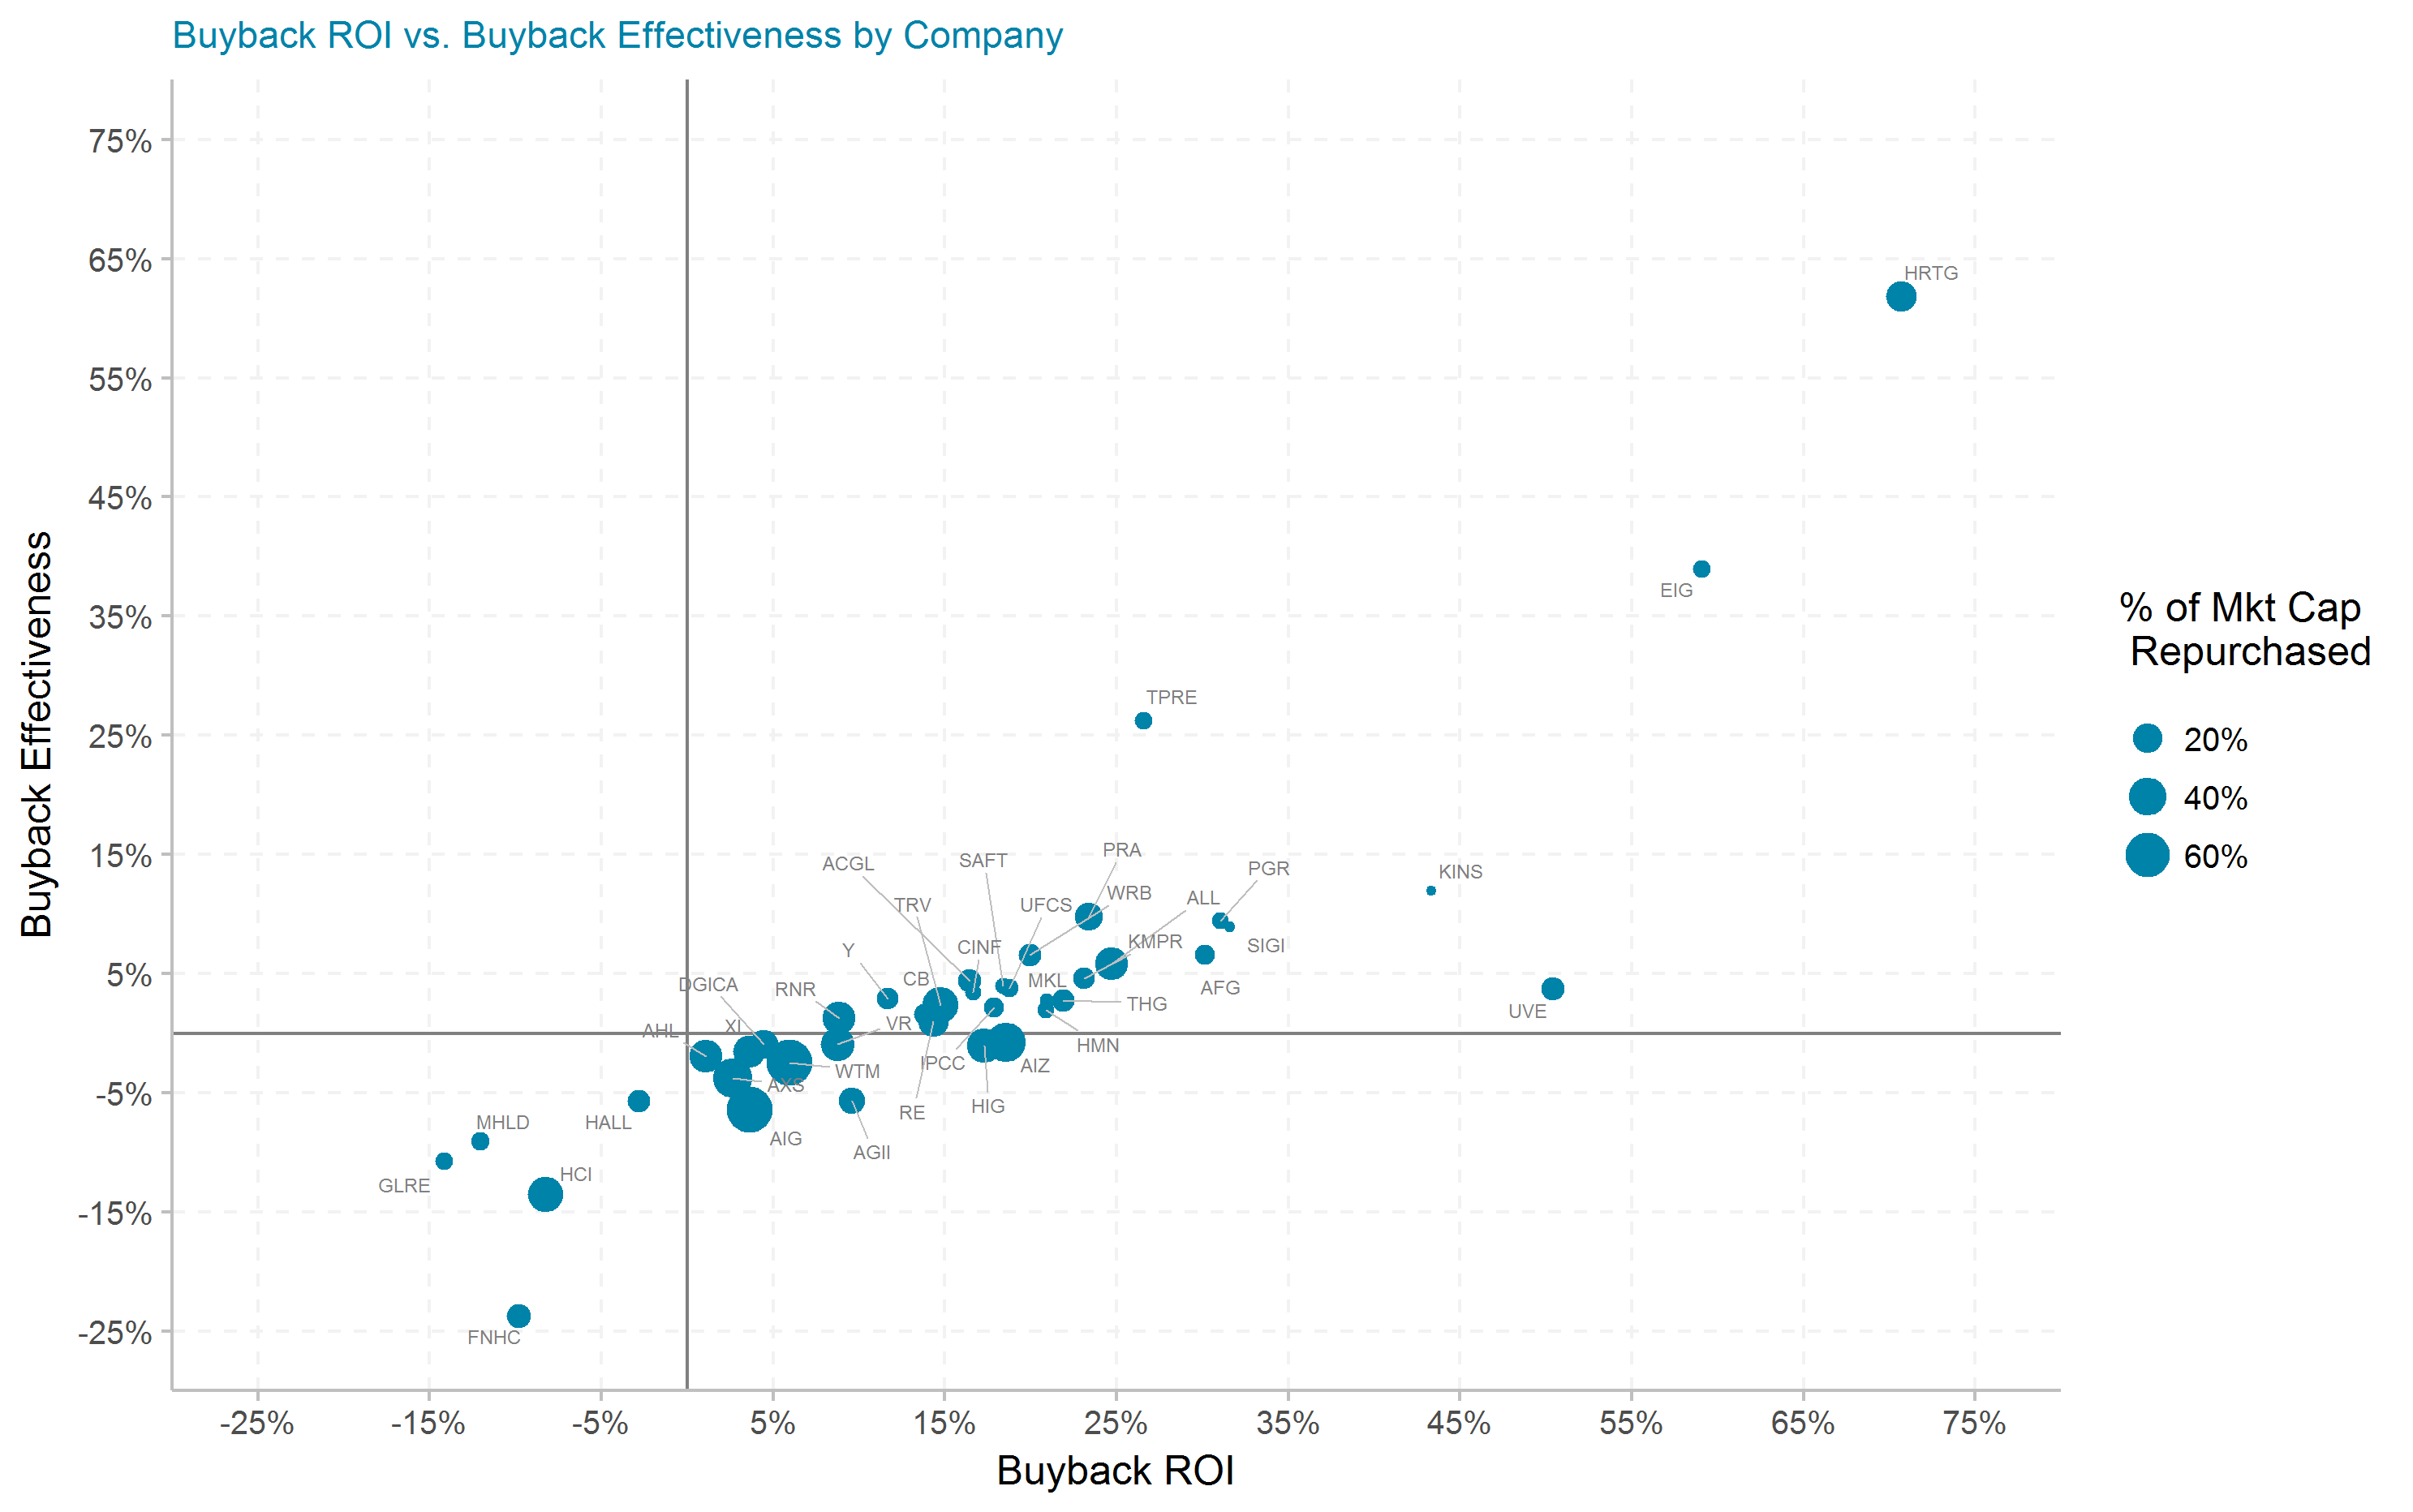 Buyback ROI vs. Buyback Effectiveness by Company
75%
65%
55%
45%
35%
25%
15%
5%
-5%
-15%
-25%
Buyback Effectiveness
HRTG
EIG
TPRE
PRA
SAFT
ACGL
PGR
KINS
WRB
ALL
TRV
UFCS
CINF
KMPR
SIGI
Y
CB
MKL
DGICA
RNR
AFG
THG
UVE
XL
VR
AHL
HMN
IPCC
AIZ
WTM
AXS
HIG
RE
MHLD
HALL
AIG
AGII
HCI
GLRE
FNHC
-25%
-15%
-5%
5%
15%
25%
35%
45%
55%
65%
75%
Buyback ROI
% of Mkt Cap
Repurchased
20%
40%
60%